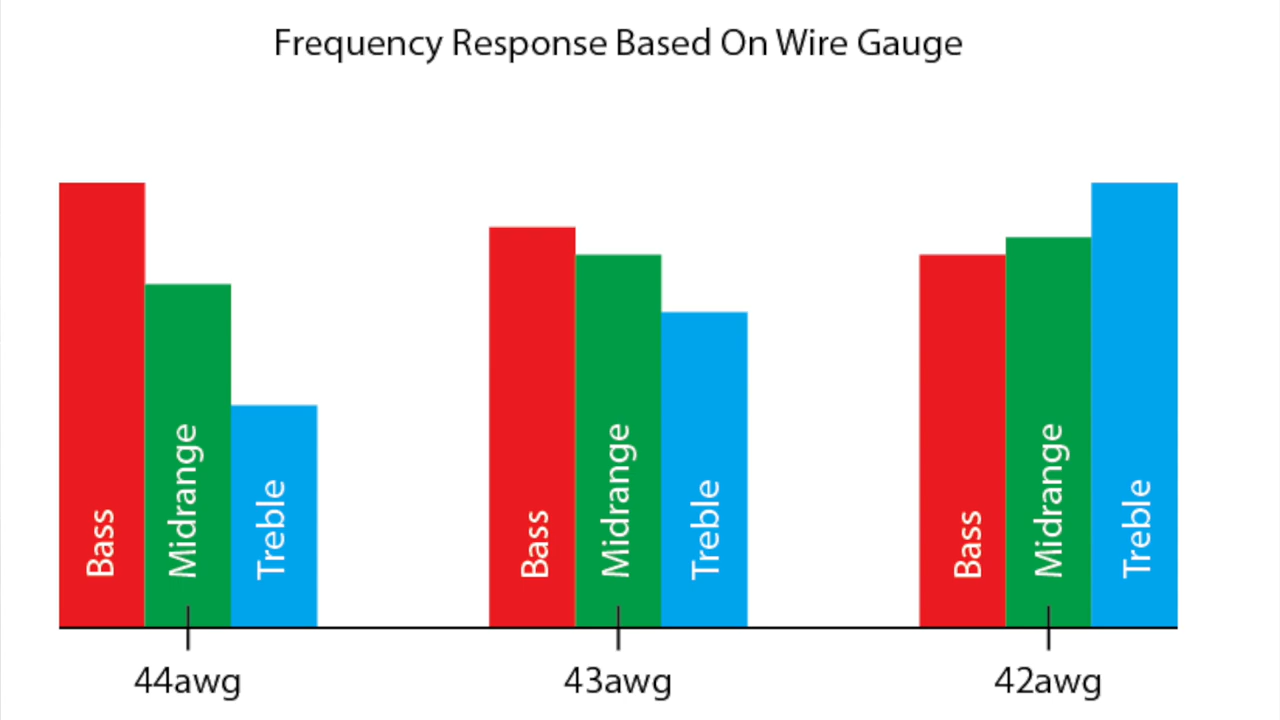 Frequency Response Based On Wire Gauge
Bass
Midrange
Treble
Bass
Midrange
Treble
Bass
Midrange
Treble
44awg
43awg
42awg